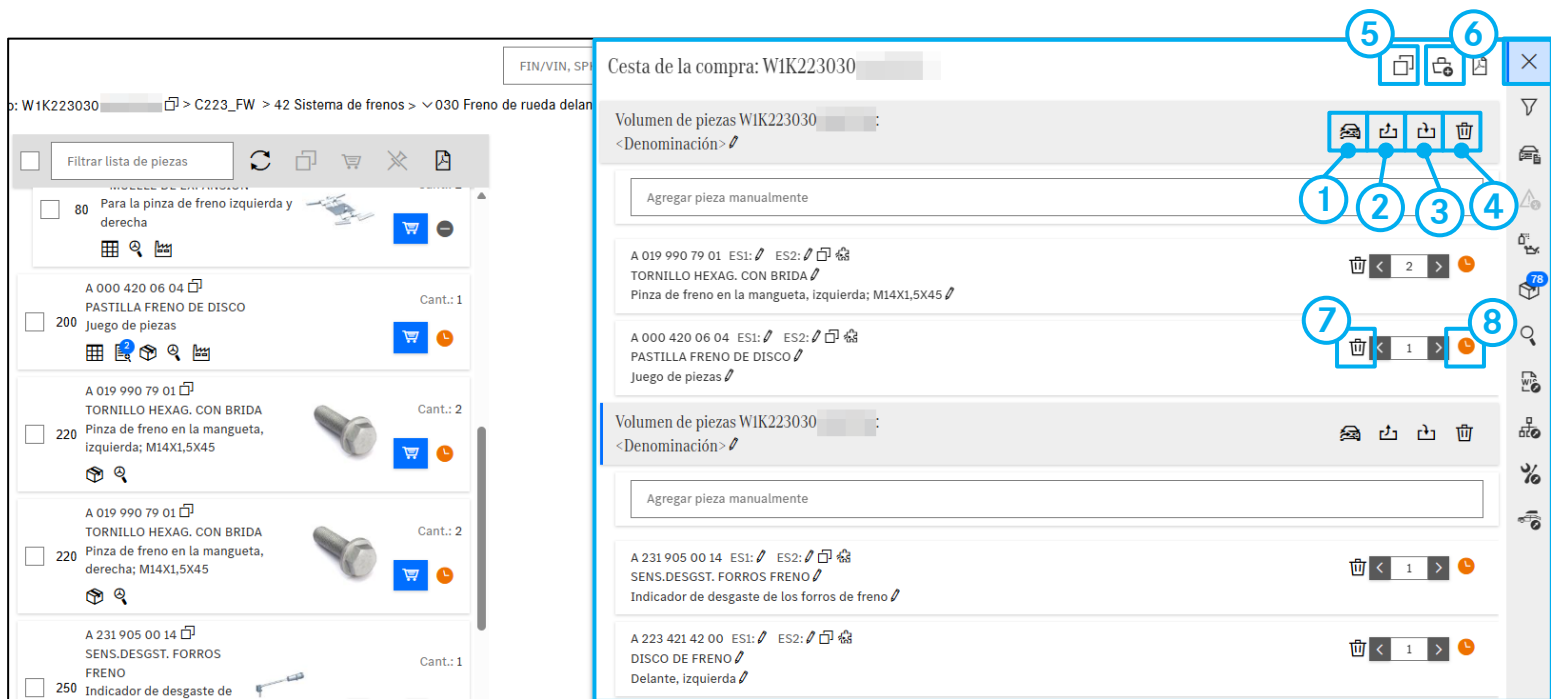 5
6
FIN/VIN, SPI
Cesta de la compra: W1K223030
o: W1K223030 > C223_FW > 42 Sistema de frenos > 030 Freno de rueda delan
Filtrar lista de piezas
MUELLE DE EXPANSIÓN
80 Para la pinza de freno izquierda y
derecha
A 000 420 06 04
PASTILLA FRENO DE DISCO
Cant.: 1
200 Juego de piezas
2
A 019 990 79 01
TORNILLO HEXAG. CON BRIDA
Cant.: 2
220 Pinza de freno en la mangueta,
izquierda; M14X1,5X45
A 019 990 79 01
TORNILLO HEXAG. CON BRIDA
Cant.: 2
220 Pinza de freno en la mangueta,
derecha; M14X1,5X45
A 231 905 00 14
SENS.DESGST. FORROS
FRENO
Cant.: 1
250 Indicador de desgaste de
Volumen de piezas W1K223030 :
<Denominación>
1
2
3
4
Agregar pieza manualmente
A 019 990 79 01 ES1: ES2:
TORNILLO HEXAG. CON BRIDA
Pinza de freno en la mangueta, izquierda; M14X1,5X45
2
7
8
A 000 420 06 04 ES1: ES2:
PASTILLA FRENO DE DISCO
Juego de piezas
1
Volumen de piezas W1K223030 :
<Denominación>
Agregar pieza manualmente
A 231 905 00 14 ES1: ES2:
SENS.DESGST. FORROS FRENO
Indicador de desgaste de los forros de freno
1
A 223 421 42 00 ES1: ES2:
DISCO DE FRENO
Delante, izquierda
1
78
WIS